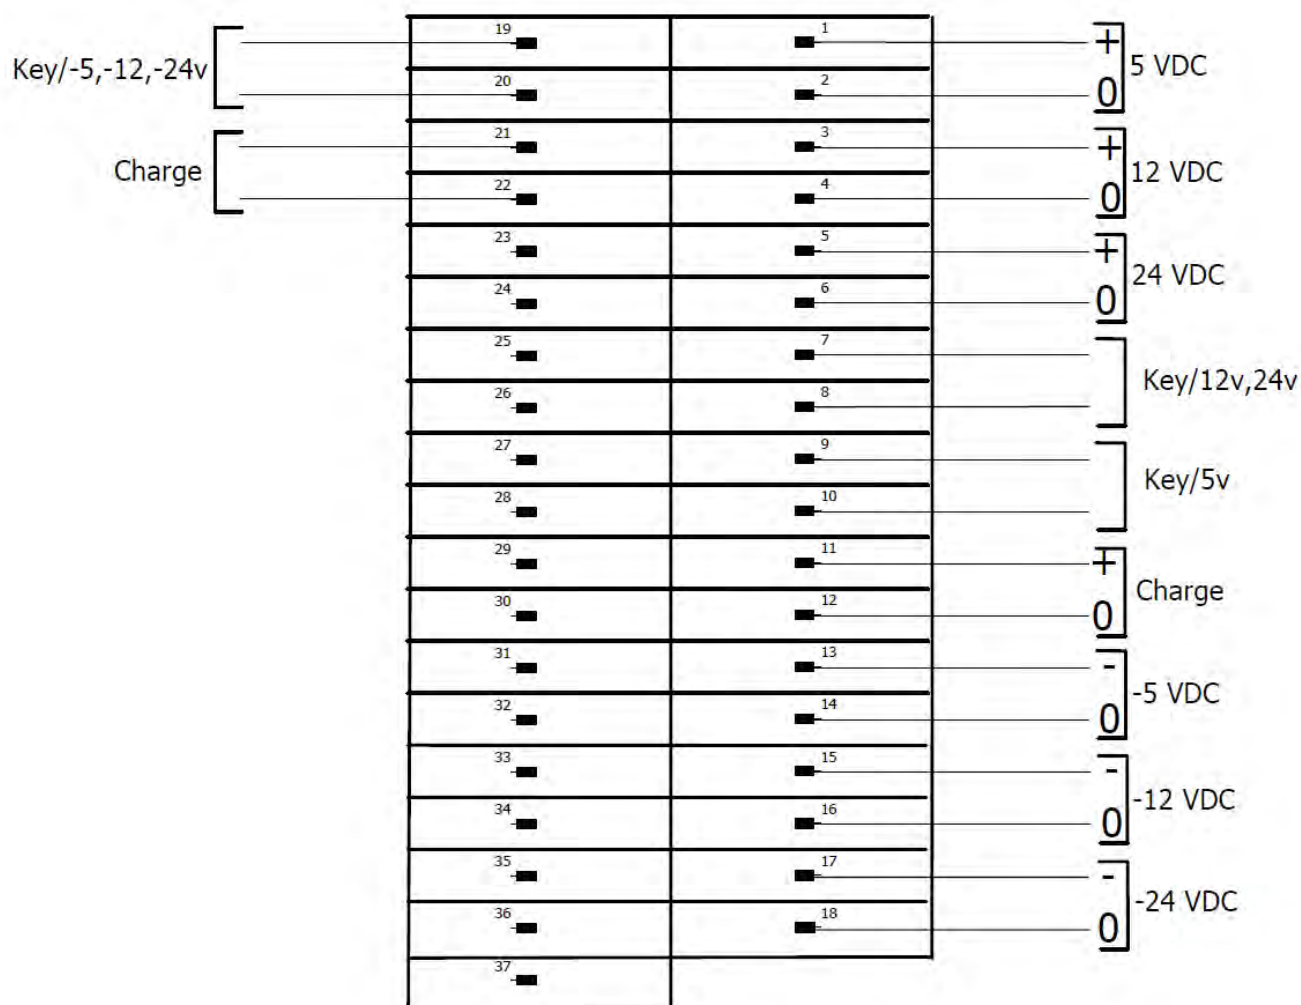 19 1 +
Key/-5,-12,-24v 5 VDC
20 2 0
21 3 +
Charge 12 VDC
22 4 0
23 5 +
24 VDC
24 6 0
25 7
Key/12v,24v
26 8
27 9
Key/5v
28 10
29 11 +
Charge
30 12 0
31 13 -
-5 VDC
32 14 0
33 15 -
-12 VDC
34 16 0
35 17 -
-24 VDC
36 18 0
37